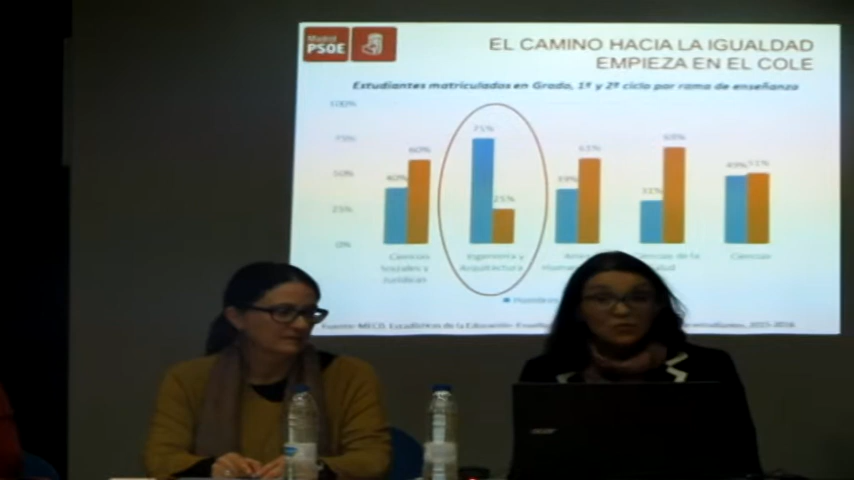 Madrid
PSOE
EL CAMINO HACIA LA IGUALDAD
EMPIEZA EN EL COLE
Estudiantes matriculados en Grado, 1º y 2º ciclo por rama de enseñanza
100%
75%
50%
25%
0%
40%
60%
75%
25%
39%
61%
31%
69%
49%
51%
Ciencias
Sociales y
Jurídicas
Ingeniería y
Arquitectura
Ciencias
Hombres
Fuente: MECD. Estadísticas de la Educación. 2015-2016
acer